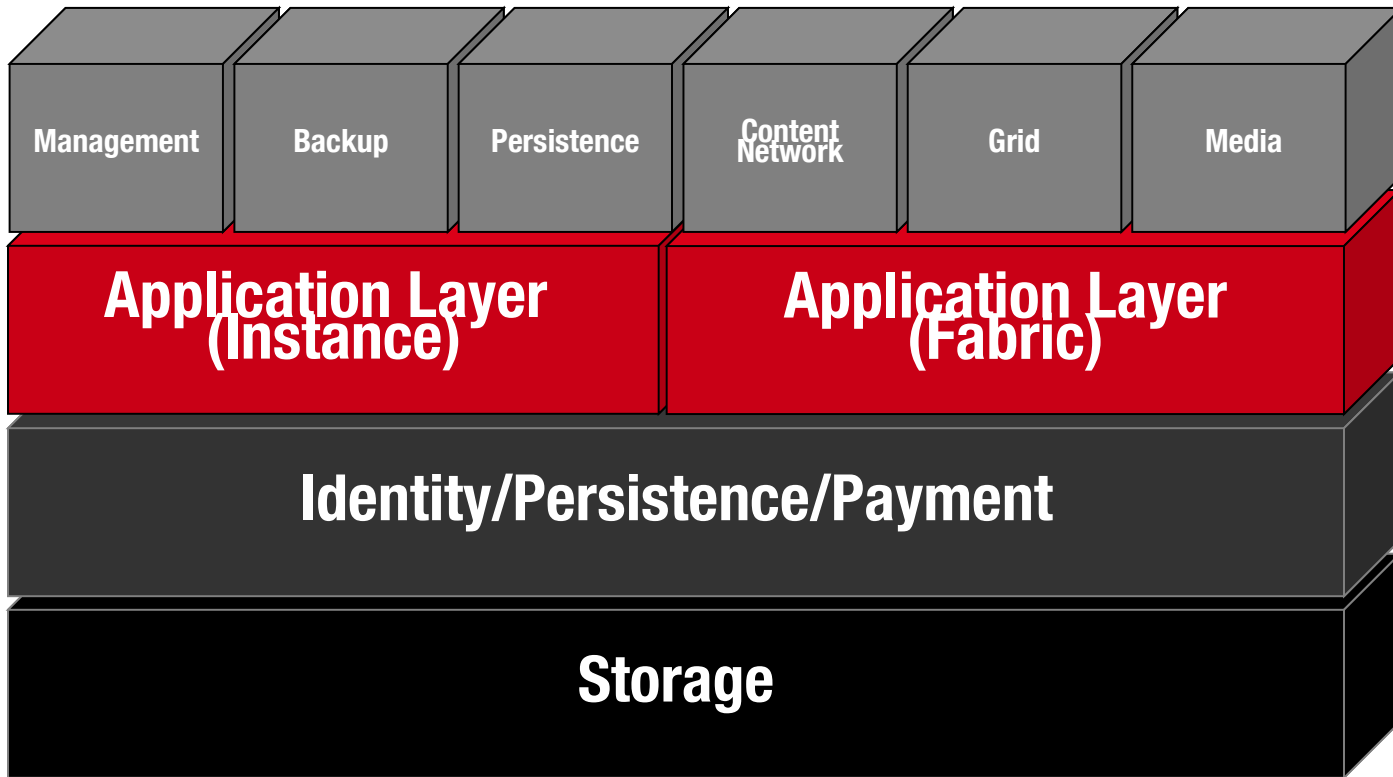 Management
Backup
Persistence
Content
Network
Grid
Media
Application Layer
(Instance)
Application Layer
(Fabric)
Identity/Persistence/Payment
Storage